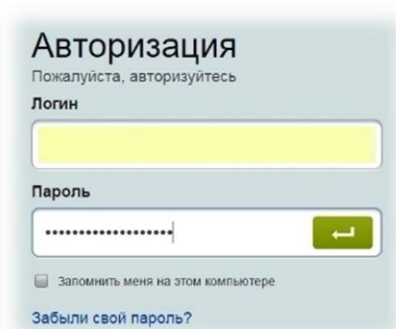 Авторизация
Пожалуйста, авторизуйтесь
Логин
Пароль
Запомнить меня на этом компьютере
Забыли свой пароль?